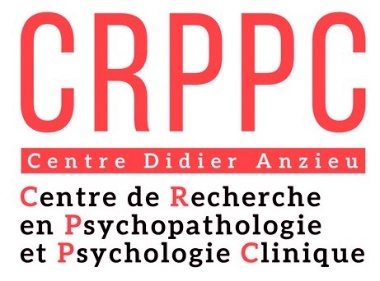 CRPPC
Centre Didier Anzieu
Centre de Recherche
en Psychopathologie
et Psychologie Clinique